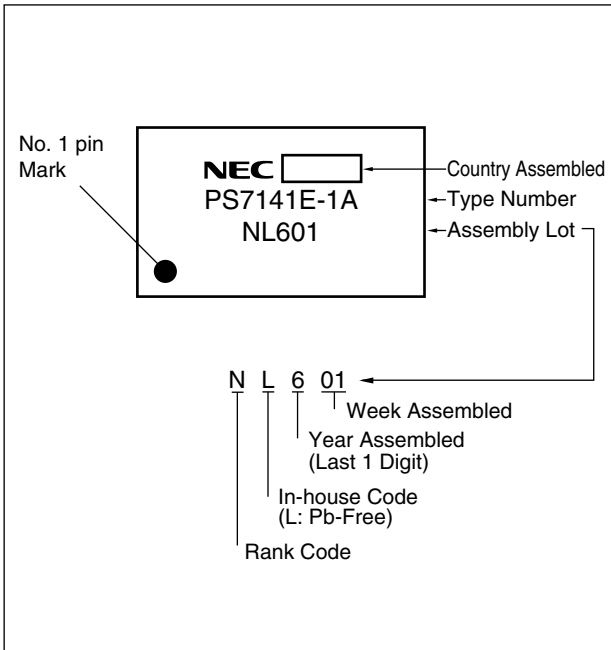 No. 1 pin
Mark
NEC
Country Assembled
PS7141E-1A
Type Number
NL601
Assembly Lot
N L 6 01
Week Assembled
Year Assembled
(Last 1 Digit)
In-house Code
(L: Pb-Free)
Rank Code